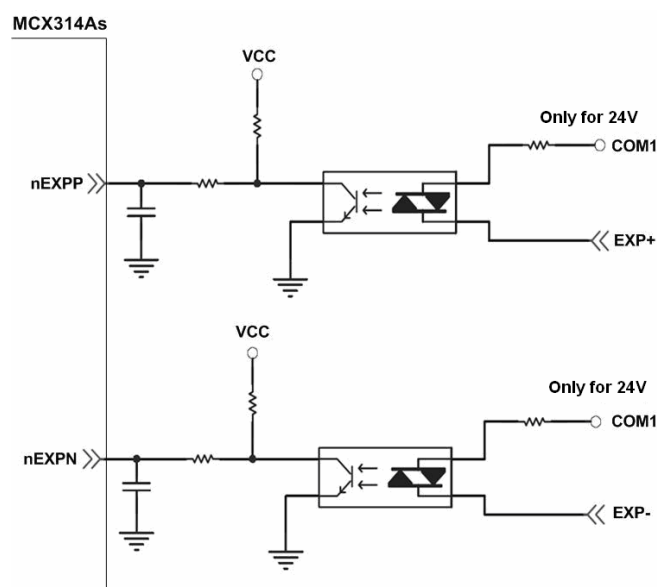 MCX314As
VCC
Only for 24V
COM1
nEXPP
EXP+
VCC
Only for 24V
COM1
nEXPN
EXP-